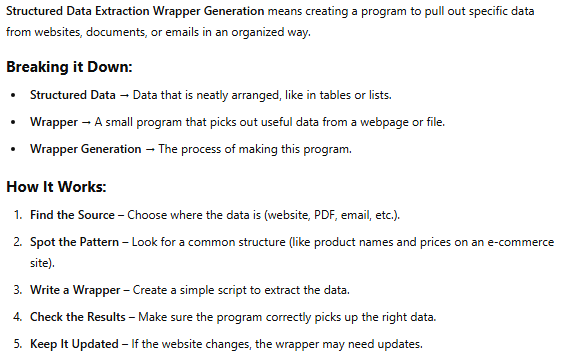 Structured Data Extraction Wrapper Generation means creating a program to pull out specific data
from websites, documents, or emails in an organized way.
Breaking it Down:
• Structured Data → Data that is neatly arranged, like in tables or lists.
• Wrapper → A small program that picks out useful data from a webpage or file.
• Wrapper Generation → The process of making this program.
How It Works:
1. Find the Source – Choose where the data is (website, PDF, email, etc.).
2. Spot the Pattern – Look for a common structure (like product names and prices on an e-commerce
site).
3. Write a Wrapper – Create a simple script to extract the data.
4. Check the Results – Make sure the program correctly picks up the right data.
5. Keep It Updated – If the website changes, the wrapper may need updates.